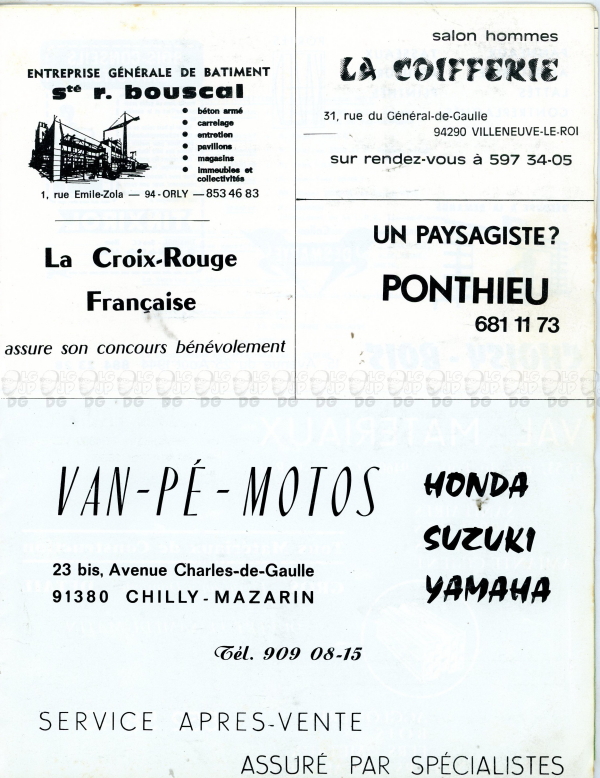 ENTREPRISE GÉNÉRALE DE BATIMENT
sté r. bouscal
• béton armé
• carrelage
• entretien
• pavillons
• magasins
• immeubles et
collectivités
1, rue Emile-Zola — 94-ORLY — 853 46 83
La Croix-Rouge
Française
assure son concours bénévolement
salon hommes
LA COIFFERIE
31, rue du Général-de-Gaulle
94290 VILLENEUVE-LE-ROI
sur rendez-vous à 597 34-05
UN PAYSAGISTE?
PONTHIEU
681 11 73
VAN-PÉ-MOTOS
23 bis, Avenue Charles-de-Gaulle
91380 CHILLY-MAZARIN
HONDA
SUZUKI
YAMAHA
Tél. 909 08-15
SERVICE APRES-VENTE
ASSURÉ PAR SPÉCIALISTES